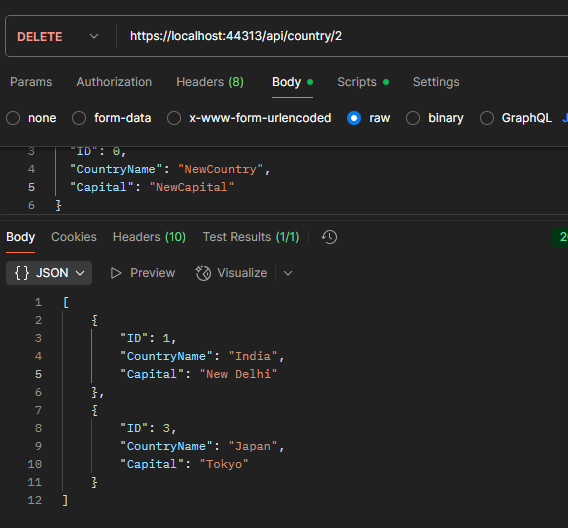 DELETE https://localhost:44313/api/country/2
Params Authorization Headers (8) Body Scripts Settings
none form-data x-www-form-urlencoded raw binary GraphQL J
3 "ID": 0,
4 "CountryName": "NewCountry",
5 "Capital": "NewCapital"
6 }
Body Cookies Headers (10) Test Results (1/1) 2
{} JSON Preview Visualize
1 [
2 {
3 "ID": 1,
4 "CountryName": "India",
5 "Capital": "New Delhi"
6 },
7 {
8 "ID": 3,
9 "CountryName": "Japan",
10 "Capital": "Tokyo"
11 }
12 ]